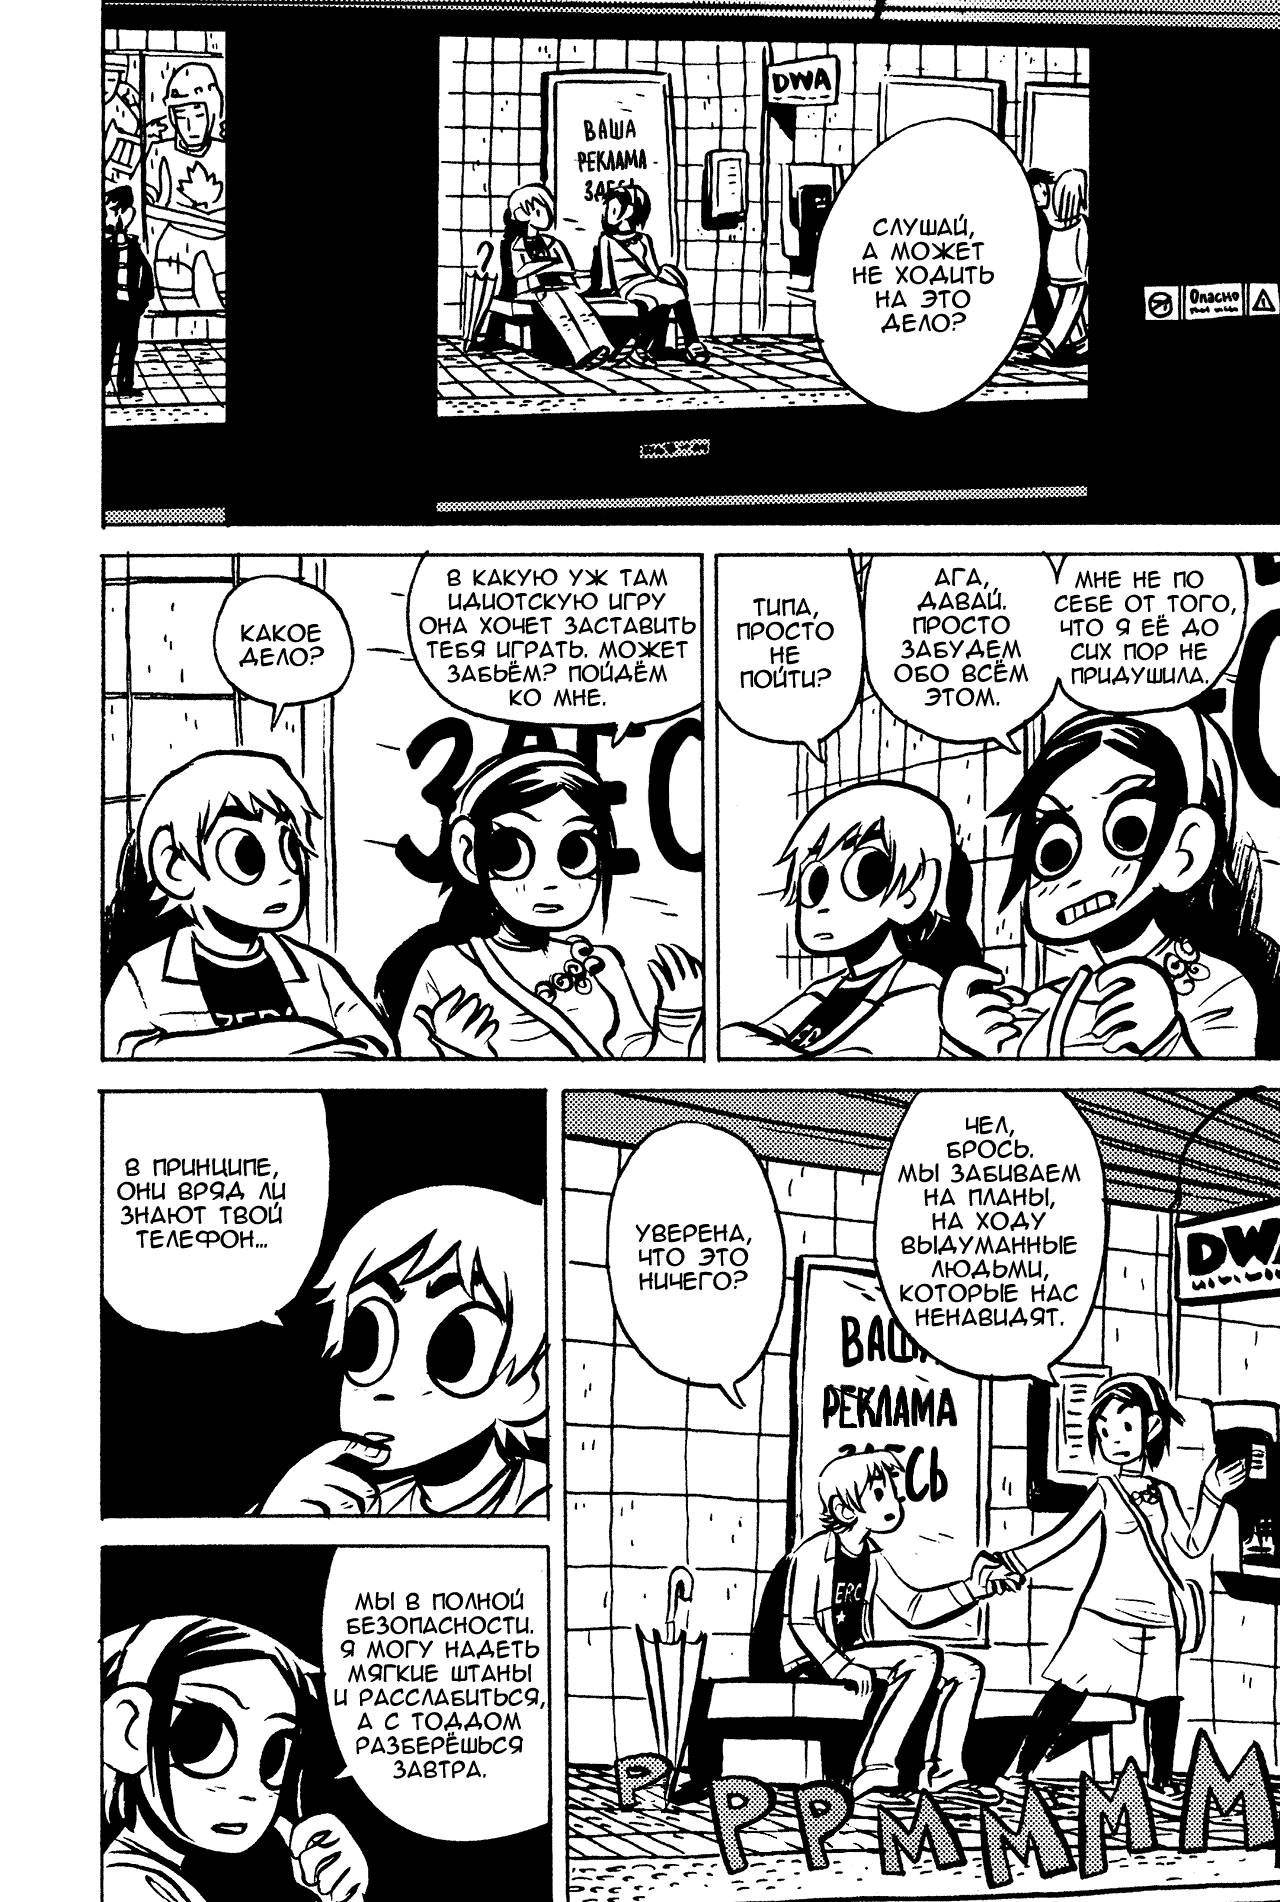 DWA
ВАША
РЕКЛАМА
СЛУШАЙ,
А МОЖЕТ
НЕ ХОДИТЬ
НА ЭТО
ДЕЛО?
Опасно
КАКОЕ
ДЕЛО?
В КАКУЮ УЖ ТАМ
ИДИОТСКУЮ ИГРУ
ОНА ХОЧЕТ ЗАСТАВИТЬ
ТЕБЯ ИГРАТЬ. МОЖЕТ
ЗАБЬЁМ? ПОЙДЁМ
КО МНЕ.
ТИПА,
ПРОСТО
НЕ
ПОЙТИ?
АГА,
ДАВАЙ.
ПРОСТО
ЗАБУДЕМ
ОБО ВСЁМ
ЭТОМ.
МНЕ НЕ ПО
СЕБЕ ОТ ТОГО,
ЧТО Я ЕЁ ДО
СИХ ПОР НЕ
ПРИДУШИЛА.
В ПРИНЦИПЕ,
ОНИ ВРЯД ЛИ
ЗНАЮТ ТВОЙ
ТЕЛЕФОН...
МЫ В ПОЛНОЙ
БЕЗОПАСНОСТИ.
Я МОГУ НАДЕТЬ
МЯГКИЕ ШТАНЫ
И РАССЛАБИТЬСЯ,
А С ТОДДОМ
РАЗБЕРЁШЬСЯ
ЗАВТРА.
УВЕРЕНА,
ЧТО ЭТО
НИЧЕГО?
ЧЕЛ,
БРОСЬ.
МЫ ЗАБИВАЕМ
НА ПЛАНЫ,
НА ХОДУ
ВЫДУМАННЫЕ
ЛЮДЬМИ,
КОТОРЫЕ НАС
НЕНАВИДЯТ.
DWA
ВАША
РЕКЛАМА
ЗДЕСЬ
РРРМММММ